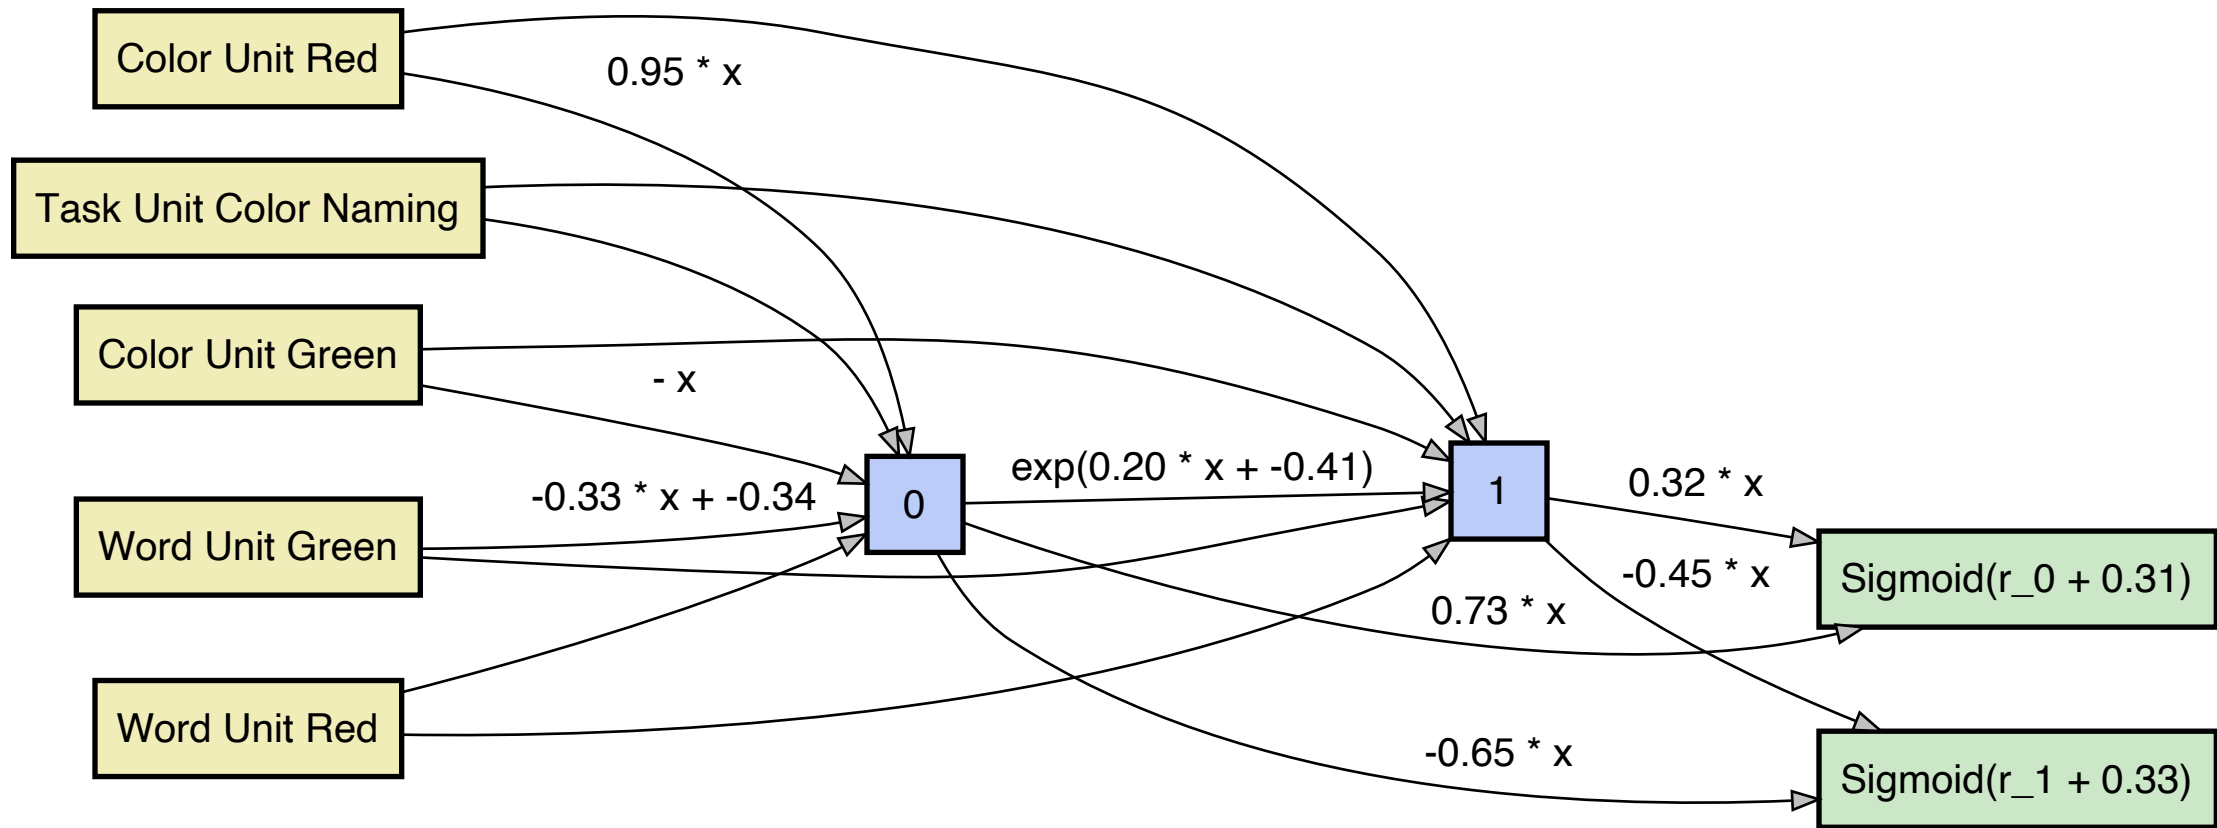 Color Unit Red
0.95 * x
Task Unit Color Naming
Color Unit Green
- x
exp(0.20 * x + -0.41)
0.32 * x
-0.33 * x + -0.34
0
1
Word Unit Green
-0.45 * x
Sigmoid(r_0 + 0.31)
0.73 * x
Word Unit Red
-0.65 * x
Sigmoid(r_1 + 0.33)